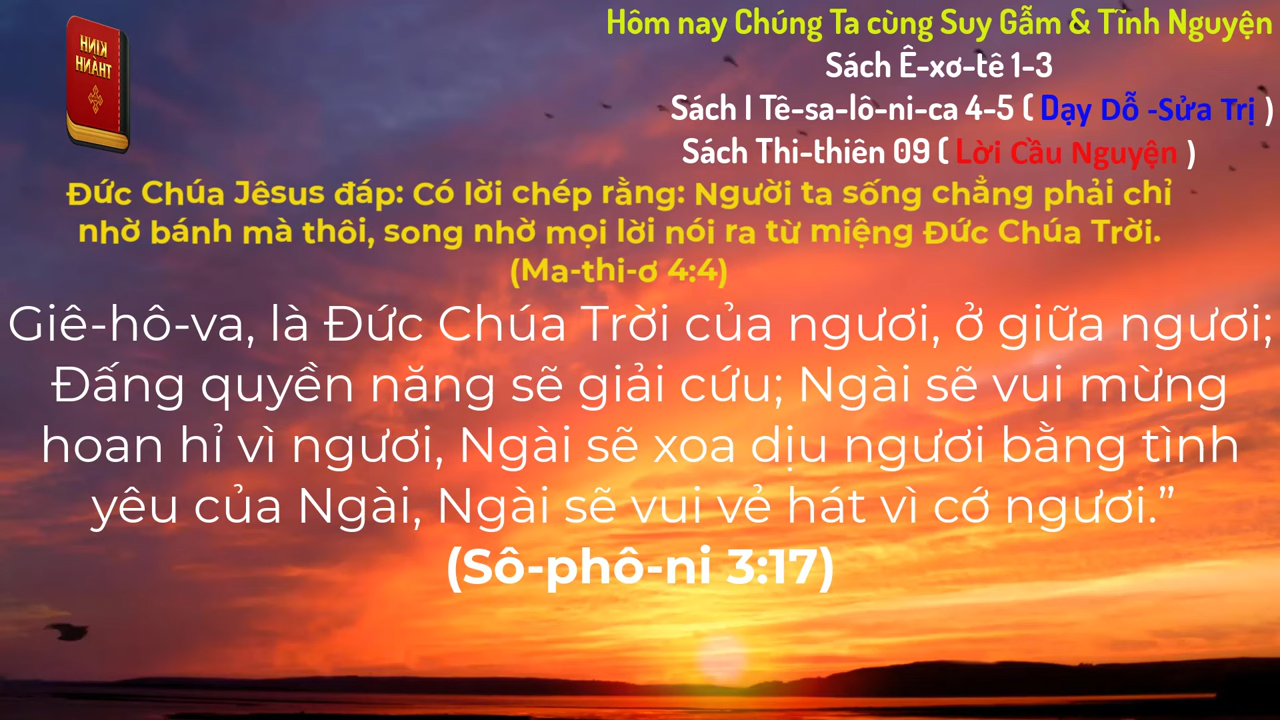 KINH
THÁNH
Hôm nay Chúng Ta cùng Suy Gẫm & Tĩnh Nguyện
Sách Ê-xơ-tê 1-3
Sách I Tê-sa-lô-ni-ca 4-5 ( Dạy Dỗ -Sửa Trị )
Sách Thi-thiên 09 ( Lời Cầu Nguyện )
Đức Chúa Jêsus đáp: Có lời chép rằng: Người ta sống chẳng phải chỉ
nhờ bánh mà thôi, song nhờ mọi lời nói ra từ miệng Đức Chúa Trời.
(Ma-thi-ơ 4:4)
Giê-hô-va, là Đức Chúa Trời của ngươi, ở giữa ngươi;
Đấng quyền năng sẽ giải cứu; Ngài sẽ vui mừng
hoan hỉ vì ngươi, Ngài sẽ xoa dịu ngươi bằng tình
yêu của Ngài, Ngài sẽ vui vẻ hát vì cớ ngươi.”
(Sô-phô-ni 3:17)